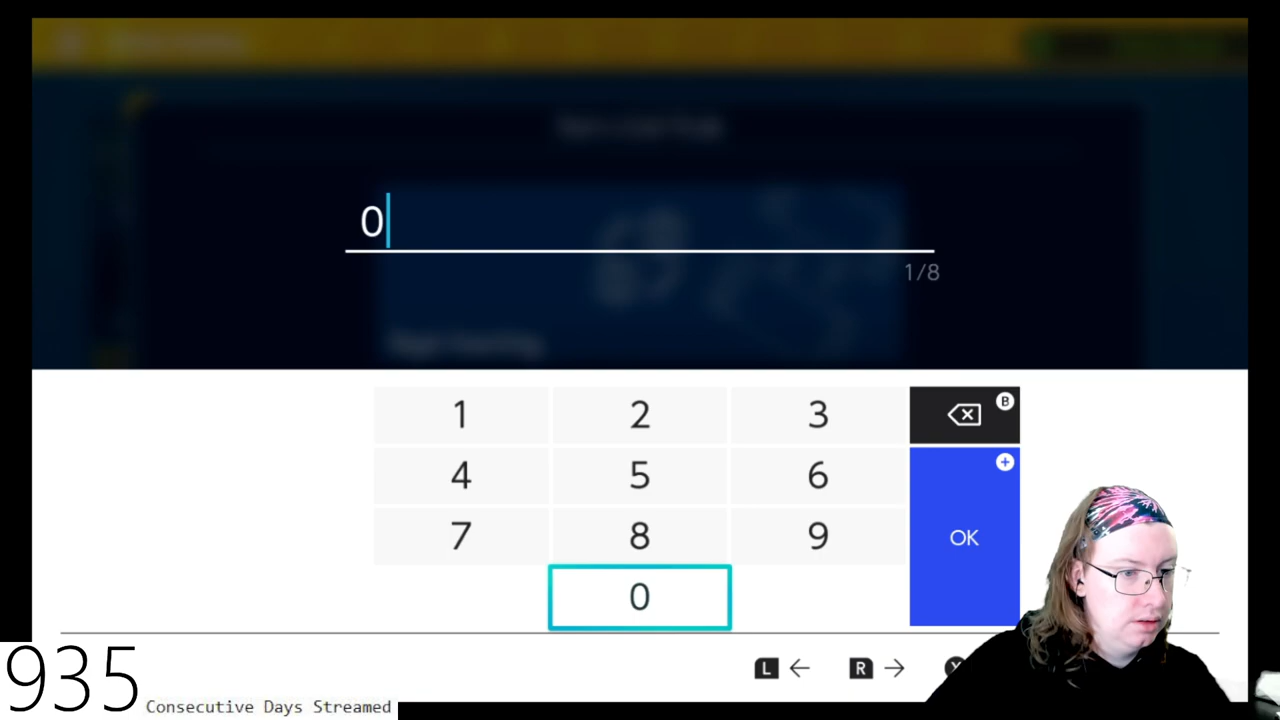 0
1/8
1 2 3 B
4 5 6 +
7 8 9 OK
0
L ← R →
935
Consecutive Days Streamed